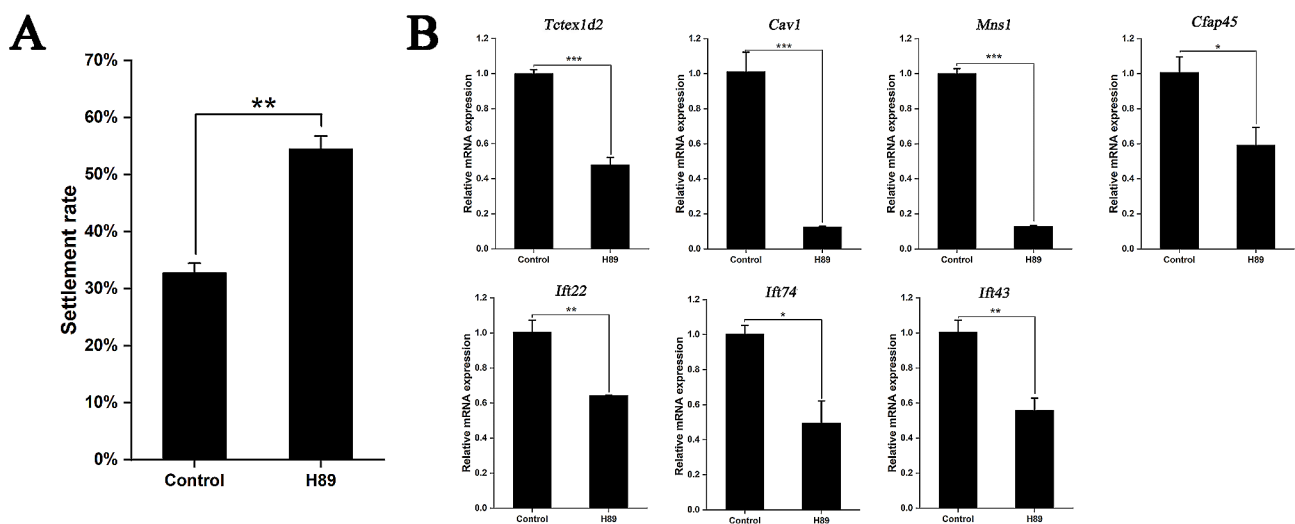 A
70%
60%
50%
40%
30%
20%
10%
0%
Settlement rate
**
Control
H89
B
Tctex1d2
1.2
1.0
0.8
0.6
0.4
0.2
0.0
Relative mRNA expression
***
Control
H89
Cav1
1.2
1.0
0.8
0.6
0.4
0.2
0.0
Relative mRNA expression
***
Control
H89
Mns1
1.2
1.0
0.8
0.6
0.4
0.2
0.0
Relative mRNA expression
***
Control
H89
Cfap45
1.2
1.0
0.8
0.6
0.4
0.2
0.0
Relative mRNA expression
*
Control
H89
Ift22
1.2
1.0
0.8
0.6
0.4
0.2
0.0
Relative mRNA expression
**
Control
H89
Ift74
1.2
1.0
0.8
0.6
0.4
0.2
0.0
Relative mRNA expression
*
Control
H89
Ift43
1.2
1.0
0.8
0.6
0.4
0.2
0.0
Relative mRNA expression
**
Control
H89